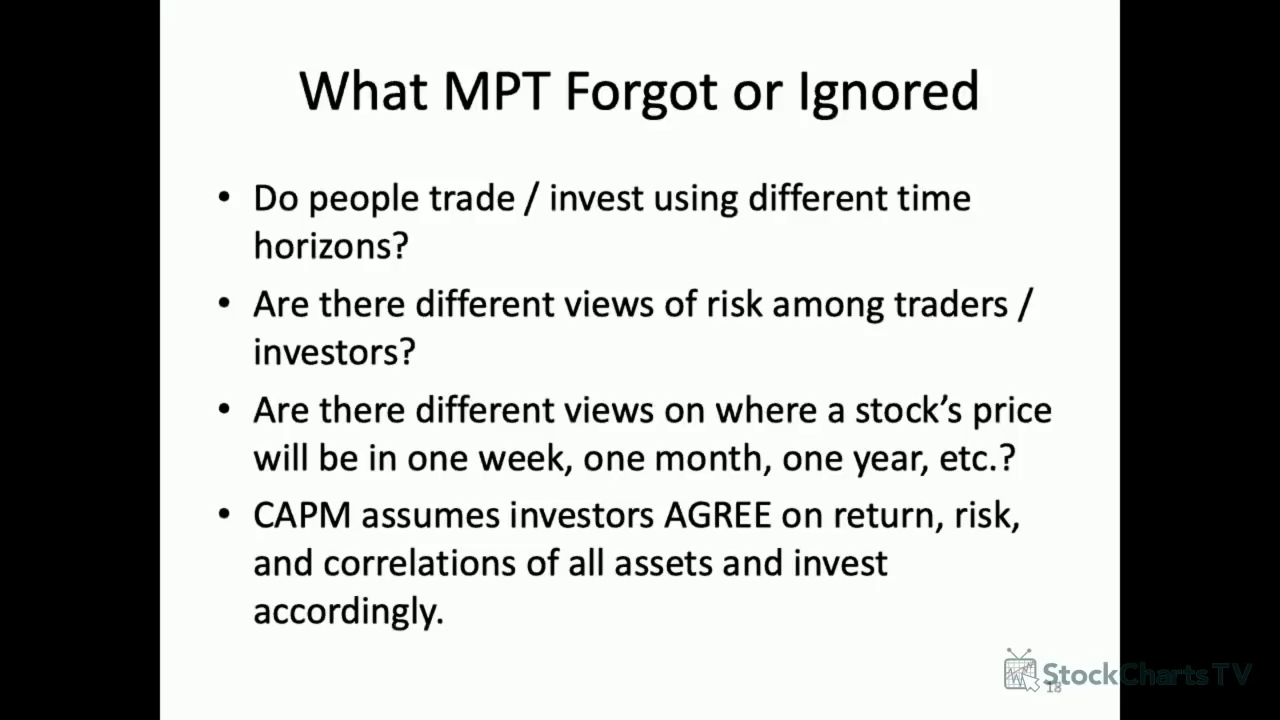 What MPT Forgot or Ignored
• Do people trade / invest using different time
horizons?
• Are there different views of risk among traders /
investors?
• Are there different views on where a stock’s price
will be in one week, one month, one year, etc.?
• CAPM assumes investors AGREE on return, risk,
and correlations of all assets and invest
accordingly.
StockChartsTV
18